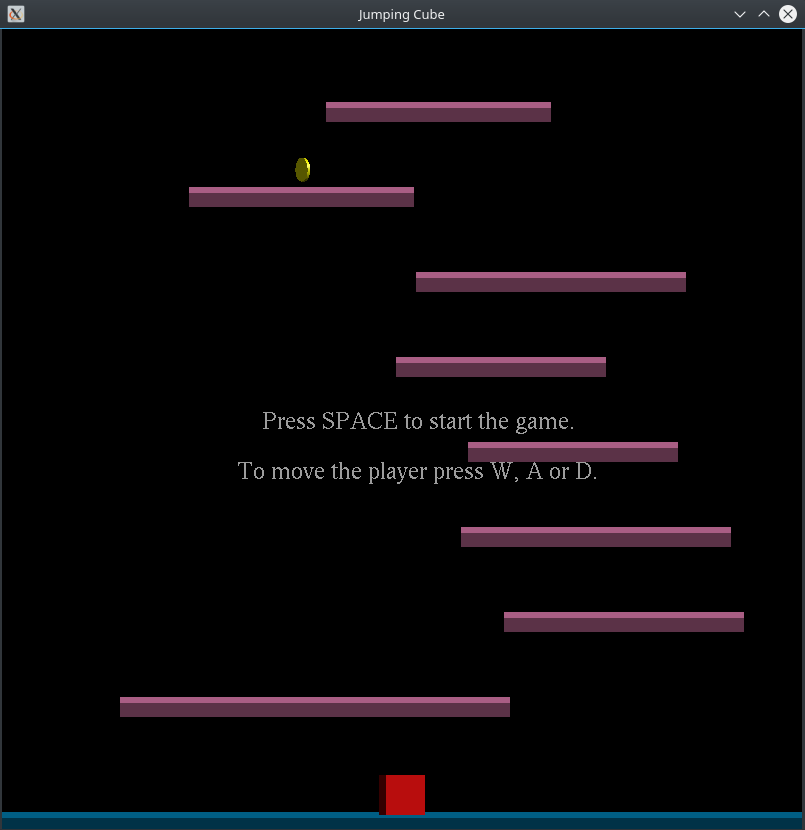 Jumping Cube
Press SPACE to start the game.
To move the player press W, A or D.